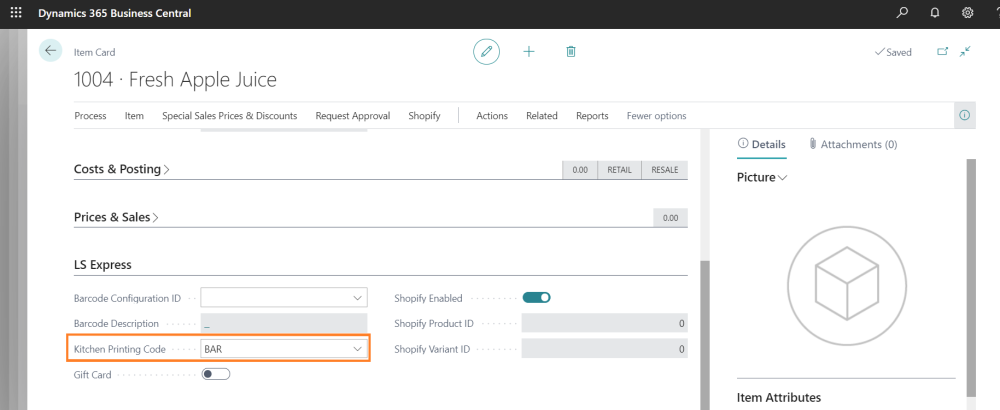 Dynamics 365 Business Central
Item Card
Saved
1004 · Fresh Apple Juice
Process Item Special Sales Prices & Discounts Request Approval Shopify Actions Related Reports Fewer options
Details Attachments (0)
Costs & Posting 0.00 RETAIL RESALE
Picture
Prices & Sales 0.00
LS Express
Barcode Configuration ID Shopify Enabled
Barcode Description _ Shopify Product ID 0
Kitchen Printing Code BAR Shopify Variant ID 0
Gift Card
Item Attributes